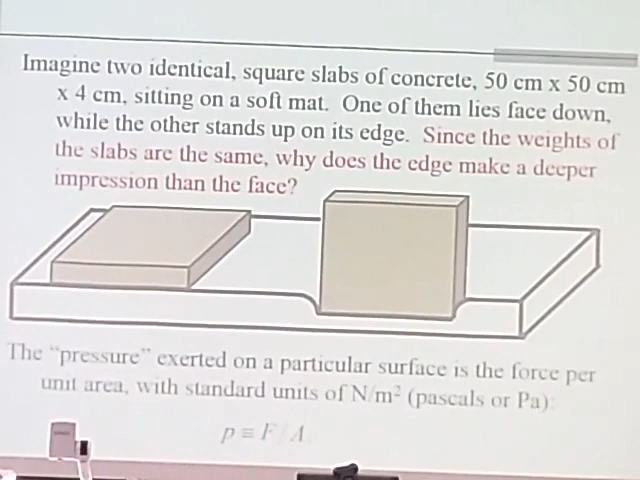 Imagine two identical, square slabs of concrete, 50 cm x 50 cm
x 4 cm, sitting on a soft mat. One of them lies face down,
while the other stands up on its edge. Since the weights of
the slabs are the same, why does the edge make a deeper
impression than the face?
The “pressure” exerted on a particular surface is the force per
unit area, with standard units of N/m² (pascals or Pa):
p ≡ F/A.